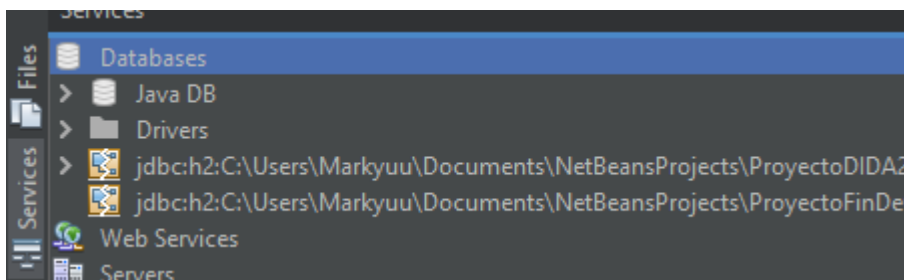 Services
Files
Services
Databases
Java DB
Drivers
jdbc:h2:C:\Users\Markyuu\Documents\NetBeansProjects\ProyectoDIDA2
jdbc:h2:C:\Users\Markyuu\Documents\NetBeansProjects\ProyectoFinDe
Web Services
Servers